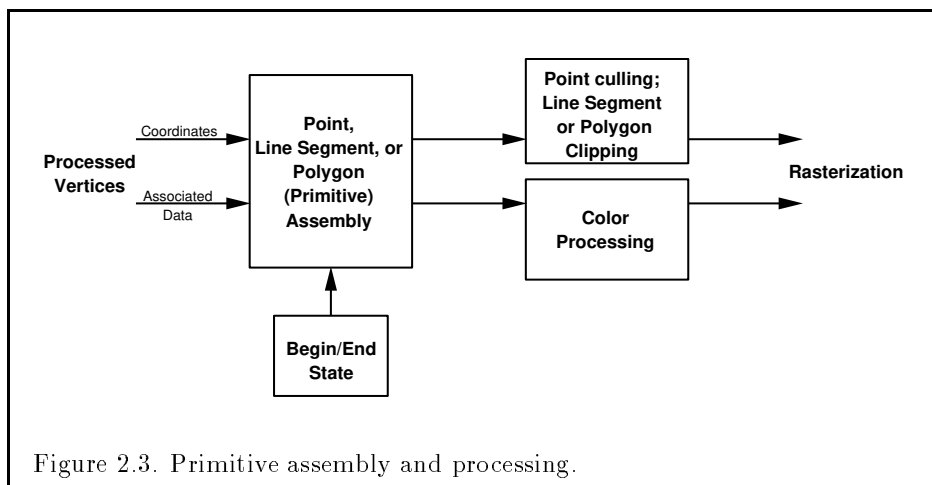 Processed
Vertices
Coordinates
Associated
Data
Point,
Line Segment, or
Polygon
(Primitive)
Assembly
Begin/End
State
Point culling;
Line Segment
or Polygon
Clipping
Color
Processing
Rasterization
Figure 2.3. Primitive assembly and processing.